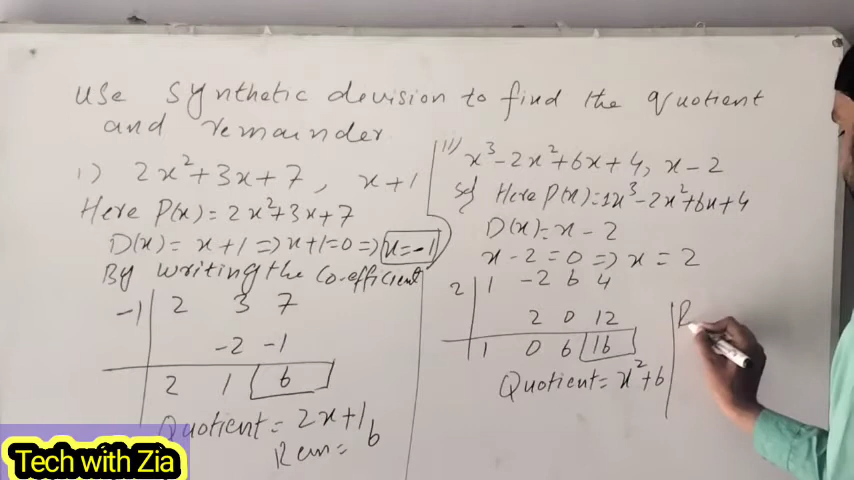 use synthetic devision to find the quotient
and remainder
i) 2x²+3x+7, x+1
Here P(x)=2x²+3x+7
D(x)= x+1=>x+1=0=>x=-1
By writing the co-efficient
-1 2 3 7
-2 -1
2 1 6
Quotient = 2x+1
Rem= 6
ii) x³-2x²+6x+4, x-2
Sol Here P(x)=1x³-2x²+6x+4
D(x)=x-2
x-2=0=>x=2
2 1 -2 6 4
2 0 12
1 0 6 16
Quotient= x²+6
R
Tech with Zia